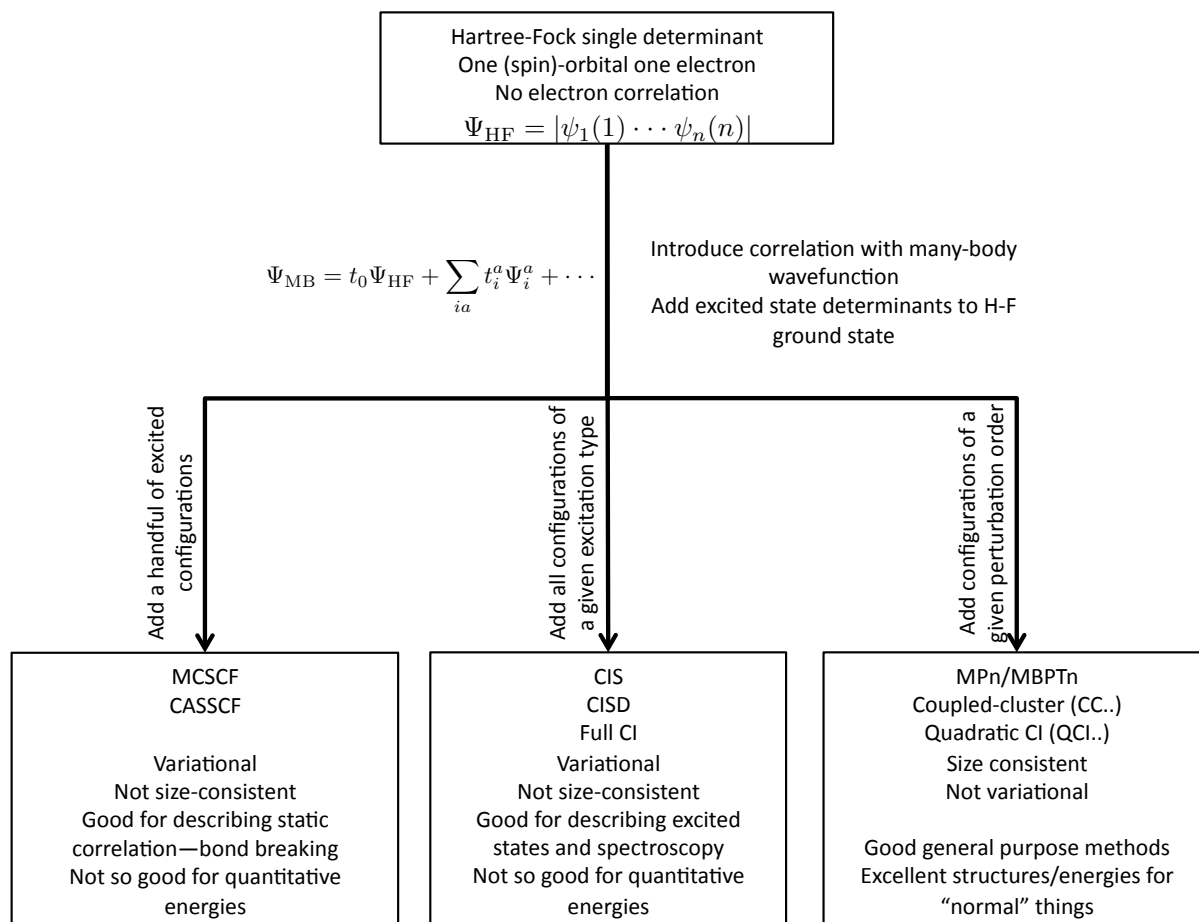 Hartree-Fock single determinant
One (spin)-orbital one electron
No electron correlation
Ψ_HF = |ψ_1(1) · · · ψ_n(n)|
Ψ_MB = t_0Ψ_HF + ∑_{ia} t_i^aΨ_i^a + · · ·
Introduce correlation with many-body
wavefunction
Add excited state determinants to H-F
ground state
Add a handful of excited
configurations
Add all configurations of
a given excitation type
Add configurations of a
given perturbation order
MCSCF
CASSCF
Variational
Not size-consistent
Good for describing static
correlation—bond breaking
Not so good for quantitative
energies
CIS
CISD
Full CI
Variational
Not size-consistent
Good for describing excited
states and spectroscopy
Not so good for quantitative
energies
MPn/MBPTn
Coupled-cluster (CC..)
Quadratic CI (QCI..)
Size consistent
Not variational
Good general purpose methods
Excellent structures/energies for
“normal” things